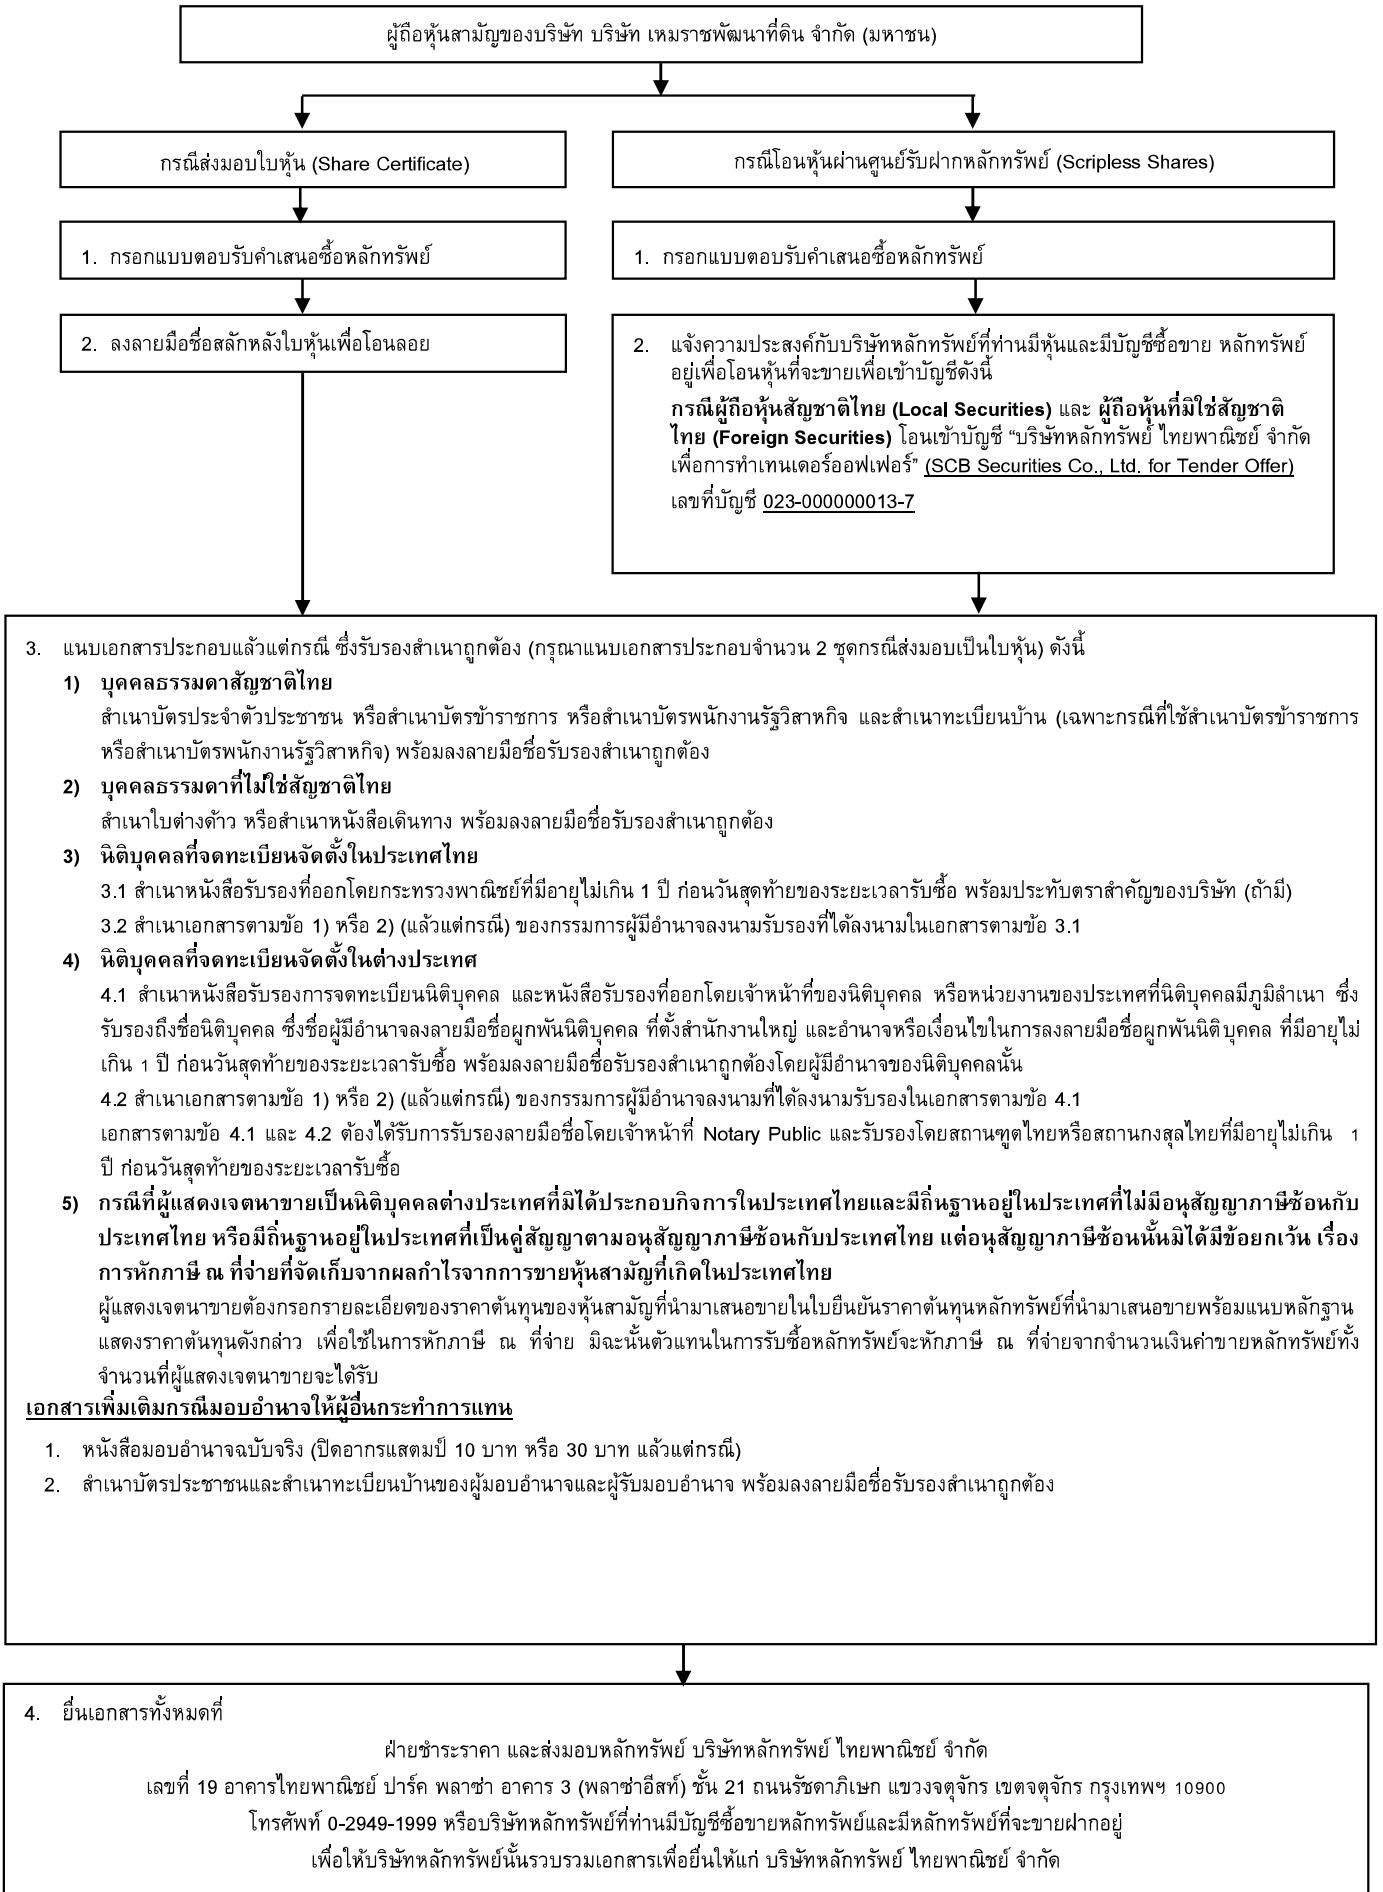 ผู้ถือหุ้นสามัญของบริษัท บริษัท เหมราชพัฒนาที่ดิน จำกัด (มหาชน)
กรณีส่งมอบใบหุ้น (Share Certificate)
กรณีโอนหุ้นผ่านศูนย์รับฝากหลักทรัพย์ (Scripless Shares)
1. กรอกแบบตอบรับคำเสนอซื้อหลักทรัพย์
1. กรอกแบบตอบรับคำเสนอซื้อหลักทรัพย์
2. ลงลายมือชื่อสลักหลังใบหุ้นเพื่อโอนลอย
2. แจ้งความประสงค์กับบริษัทหลักทรัพย์ที่ท่านมีหุ้นและมีบัญชีซื้อขาย หลักทรัพย์
อยู่เพื่อโอนหุ้นที่จะขายเพื่อเข้าบัญชีดังนี้
กรณีผู้ถือหุ้นสัญชาติไทย (Local Securities) และ ผู้ถือหุ้นที่มิใช่สัญชาติ
ไทย (Foreign Securities) โอนเข้าบัญชี “บริษัทหลักทรัพย์ ไทยพาณิชย์ จำกัด
เพื่อการทำเทนเดอร์ออฟเฟอร์” (SCB Securities Co., Ltd. for Tender Offer)
เลขที่บัญชี 023-000000013-7
3. แนบเอกสารประกอบแล้วแต่กรณี ซึ่งรับรองสำเนาถูกต้อง (กรุณาแนบเอกสารประกอบจำนวน 2 ชุดกรณีส่งมอบเป็นใบหุ้น) ดังนี้
1) บุคคลธรรมดาสัญชาติไทย
สำเนาบัตรประจำตัวประชาชน หรือสำเนาบัตรข้าราชการ หรือสำเนาบัตรพนักงานรัฐวิสาหกิจ และสำเนาทะเบียนบ้าน (เฉพาะกรณีที่ใช้สำเนาบัตรข้าราชการ
หรือสำเนาบัตรพนักงานรัฐวิสาหกิจ) พร้อมลงลายมือชื่อรับรองสำเนาถูกต้อง
2) บุคคลธรรมดาที่ไม่ใช่สัญชาติไทย
สำเนาใบต่างด้าว หรือสำเนาหนังสือเดินทาง พร้อมลงลายมือชื่อรับรองสำเนาถูกต้อง
3) นิติบุคคลที่จดทะเบียนจัดตั้งในประเทศไทย
3.1 สำเนาหนังสือรับรองที่ออกโดยกระทรวงพาณิชย์ที่มีอายุไม่เกิน 1 ปี ก่อนวันสุดท้ายของระยะเวลารับซื้อ พร้อมประทับตราสำคัญของบริษัท (ถ้ามี)
3.2 สำเนาเอกสารตามข้อ 1) หรือ 2) (แล้วแต่กรณี) ของกรรมการผู้มีอำนาจลงนามรับรองที่ได้ลงนามในเอกสารตามข้อ 3.1
4) นิติบุคคลที่จดทะเบียนจัดตั้งในต่างประเทศ
4.1 สำเนาหนังสือรับรองการจดทะเบียนนิติบุคคล และหนังสือรับรองที่ออกโดยเจ้าหน้าที่ของนิติบุคคล หรือหน่วยงานของประเทศที่นิติบุคคลมีภูมิลำเนา ซึ่ง
รับรองถึงชื่อนิติบุคคล ซึ่งชื่อผู้มีอำนาจลงลายมือชื่อผูกพันนิติบุคคล ที่ตั้งสำนักงานใหญ่ และอำนาจหรือเงื่อนไขในการลงลายมือชื่อผูกพันนิติบุคคล ที่มีอายุไม่
เกิน 1 ปี ก่อนวันสุดท้ายของระยะเวลารับซื้อ พร้อมลงลายมือชื่อรับรองสำเนาถูกต้องโดยผู้มีอำนาจของนิติบุคคลนั้น
4.2 สำเนาเอกสารตามข้อ 1) หรือ 2) (แล้วแต่กรณี) ของกรรมการผู้มีอำนาจลงนามที่ได้ลงนามรับรองในเอกสารตามข้อ 4.1
เอกสารตามข้อ 4.1 และ 4.2 ต้องได้รับการรับรองลายมือชื่อโดยเจ้าหน้าที่ Notary Public และรับรองโดยสถานฑูตไทยหรือสถานกงสุลไทยที่มีอายุไม่เกิน 1
ปี ก่อนวันสุดท้ายของระยะเวลารับซื้อ
5) กรณีที่ผู้แสดงเจตนาขายเป็นนิติบุคคลต่างประเทศที่มิได้ประกอบกิจการในประเทศไทยและมีถิ่นฐานอยู่ในประเทศที่ไม่มีอนุสัญญาภาษีซ้อนกับ
ประเทศไทย หรือมีถิ่นฐานอยู่ในประเทศที่เป็นคู่สัญญาตามอนุสัญญาภาษีซ้อนกับประเทศไทย แต่อนุสัญญาภาษีซ้อนนั้นมิได้มีข้อยกเว้น เรื่อง
การหักภาษี ณ ที่จ่ายที่จัดเก็บจากผลกำไรจากการขายหุ้นสามัญที่เกิดในประเทศไทย
ผู้แสดงเจตนาขายต้องกรอกรายละเอียดของราคาต้นทุนของหุ้นสามัญที่นำมาเสนอขายในใบยืนยันราคาต้นทุนหลักทรัพย์ที่นำมาเสนอขายพร้อมแนบหลักฐาน
แสดงราคาต้นทุนดังกล่าว เพื่อใช้ในการหักภาษี ณ ที่จ่าย มิฉะนั้นตัวแทนในการรับซื้อหลักทรัพย์จะหักภาษี ณ ที่จ่ายจากจำนวนเงินค่าขายหลักทรัพย์ทั้ง
จำนวนที่ผู้แสดงเจตนาขายจะได้รับ
เอกสารเพิ่มเติมกรณีมอบอำนาจให้ผู้อื่นกระทำการแทน
1. หนังสือมอบอำนาจฉบับจริง (ปิดอากรแสตมป์ 10 บาท หรือ 30 บาท แล้วแต่กรณี)
2. สำเนาบัตรประชาชนและสำเนาทะเบียนบ้านของผู้มอบอำนาจและผู้รับมอบอำนาจ พร้อมลงลายมือชื่อรับรองสำเนาถูกต้อง
4. ยื่นเอกสารทั้งหมดที่
ฝ่ายชำระราคา และส่งมอบหลักทรัพย์ บริษัทหลักทรัพย์ ไทยพาณิชย์ จำกัด
เลขที่ 19 อาคารไทยพาณิชย์ ปาร์ค พลาซ่า อาคาร 3 (พลาซ่าอีสท์) ชั้น 21 ถนนรัชดาภิเษก แขวงจตุจักร เขตจตุจักร กรุงเทพฯ 10900
โทรศัพท์ 0-2949-1999 หรือบริษัทหลักทรัพย์ที่ท่านมีบัญชีซื้อขายหลักทรัพย์และมีหลักทรัพย์ที่จะขายฝากอยู่
เพื่อให้บริษัทหลักทรัพย์นั้นรวบรวมเอกสารเพื่อยื่นให้แก่ บริษัทหลักทรัพย์ ไทยพาณิชย์ จำกัด